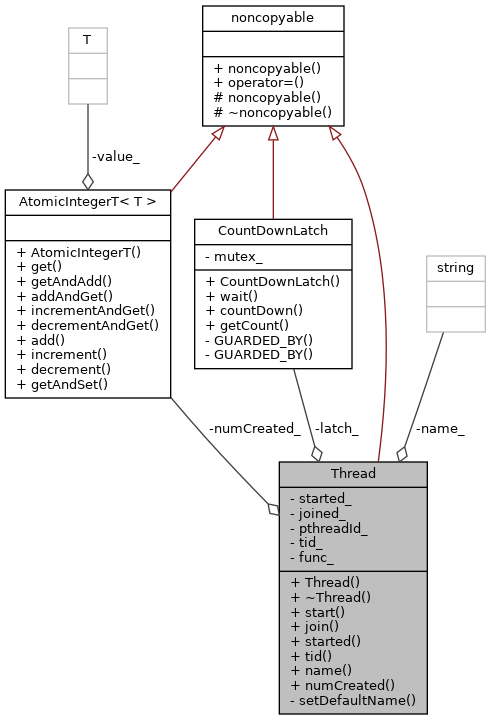 noncopyable
+ noncopyable()
+ operator=()
# noncopyable()
# ~noncopyable()
T
-value_
AtomicIntegerT< T >
+ AtomicIntegerT()
+ get()
+ getAndAdd()
+ addAndGet()
+ incrementAndGet()
+ decrementAndGet()
+ add()
+ increment()
+ decrement()
+ getAndSet()
CountDownLatch
- mutex_
+ CountDownLatch()
+ wait()
+ countDown()
+ getCount()
- GUARDED_BY()
- GUARDED_BY()
string
-numCreated_
-latch_
-name_
Thread
- started_
- joined_
- pthreadId_
- tid_
- func_
+ Thread()
+ ~Thread()
+ start()
+ join()
+ started()
+ tid()
+ name()
+ numCreated()
- setDefaultName()